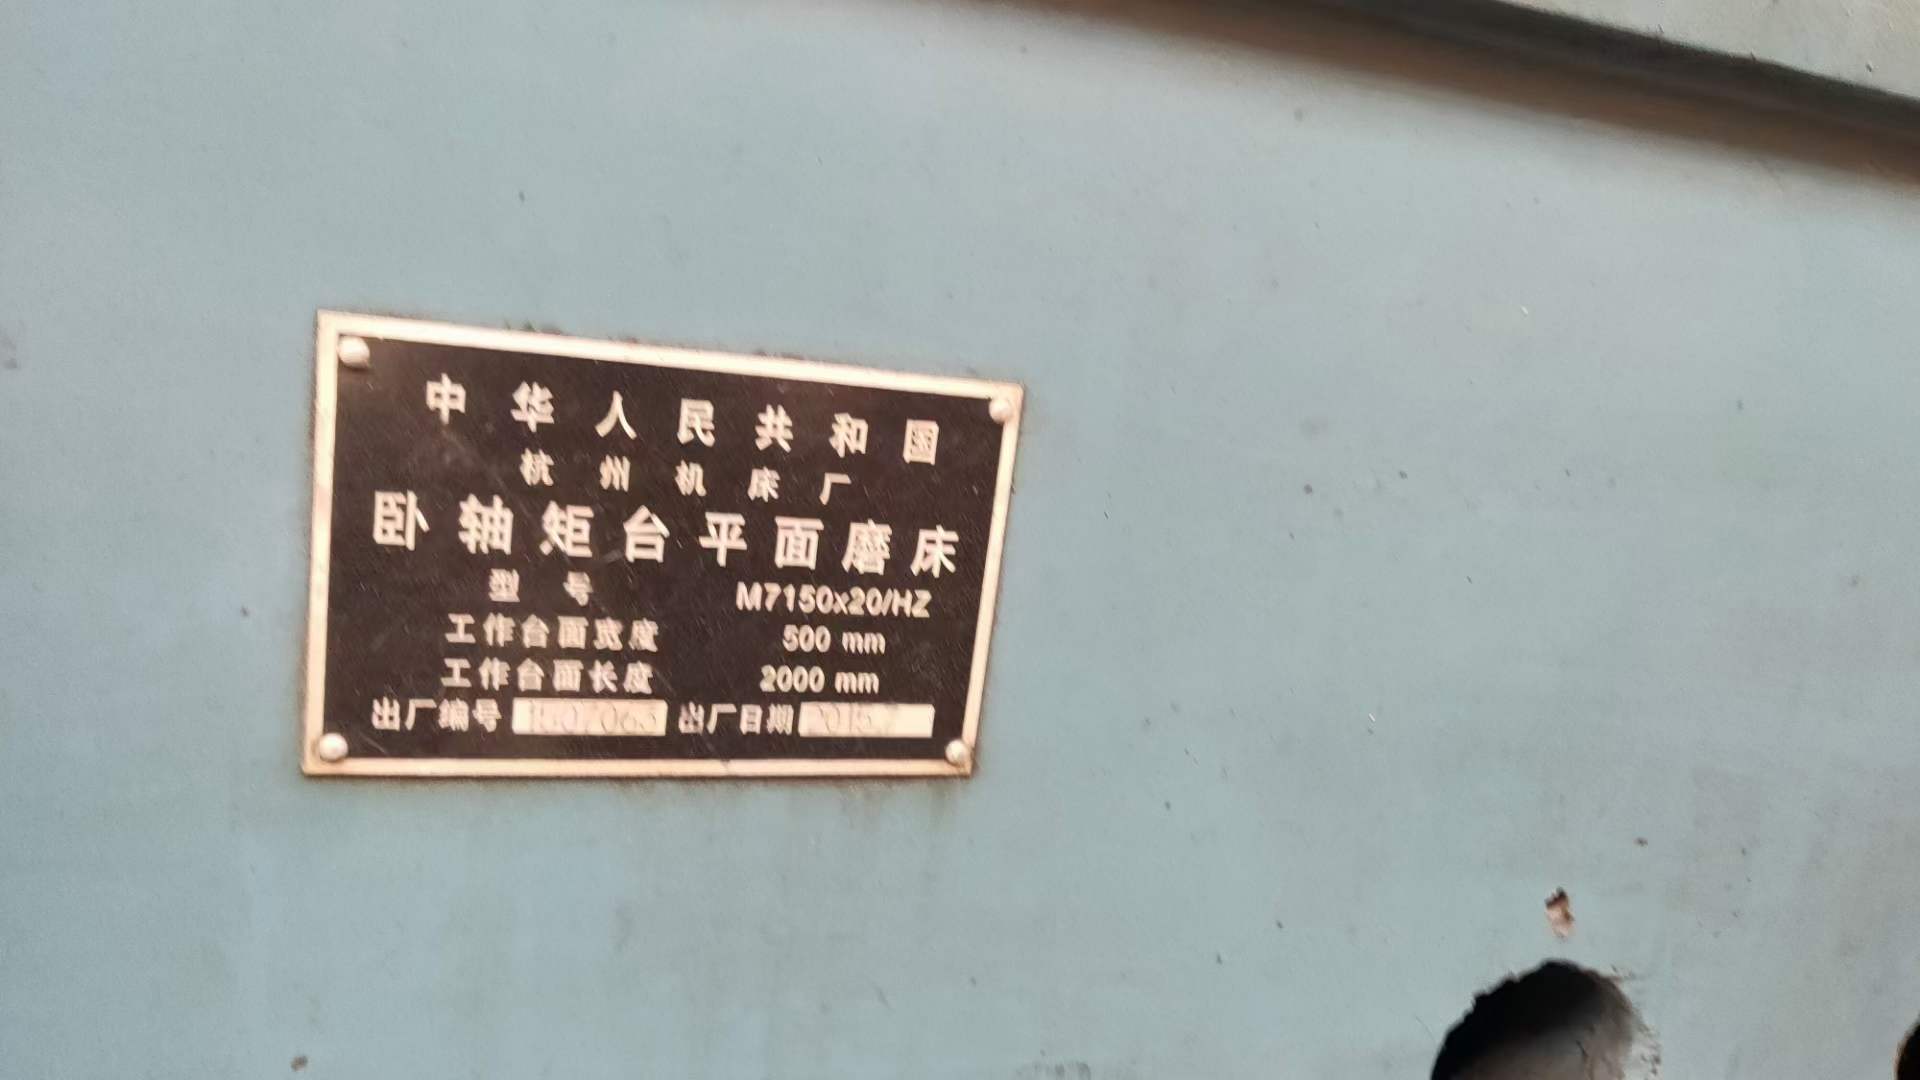 中华人民共和国
杭州机床厂
卧轴矩台平面磨床
型号 M7150x20/HZ
工作台面宽度 500 mm
工作台面长度 2000 mm
出厂编号 出厂日期